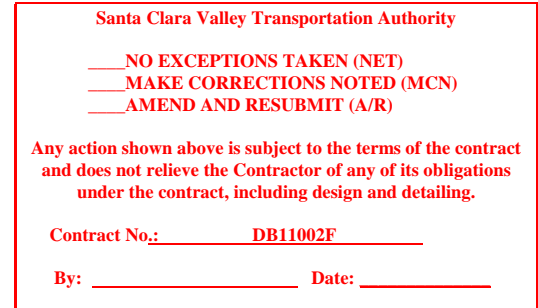 Santa Clara Valley Transportation Authority
____NO EXCEPTIONS TAKEN (NET)
____MAKE CORRECTIONS NOTED (MCN)
____AMEND AND RESUBMIT (A/R)
Any action shown above is subject to the terms of the contract
and does not relieve the Contractor of any of its obligations
under the contract, including design and detailing.
Contract No.: DB11002F
By: ____________________ Date: ______________